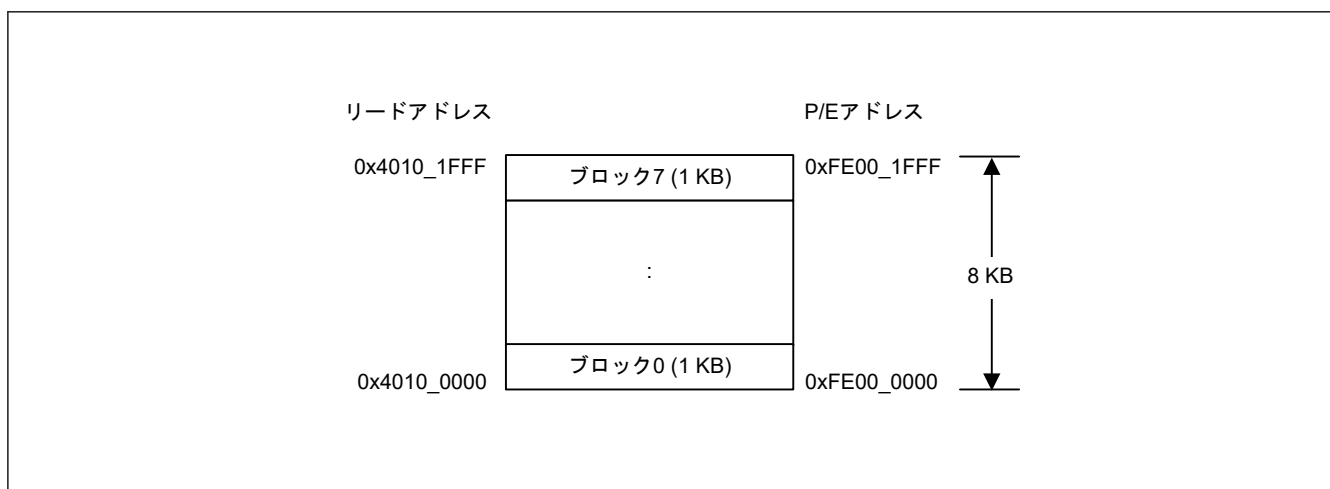 リードアドレス
P/Eアドレス
0x4010_1FFF
ブロック7 (1 KB)
0xFE00_1FFF
:
8 KB
ブロック0 (1 KB)
0x4010_0000
0xFE00_0000